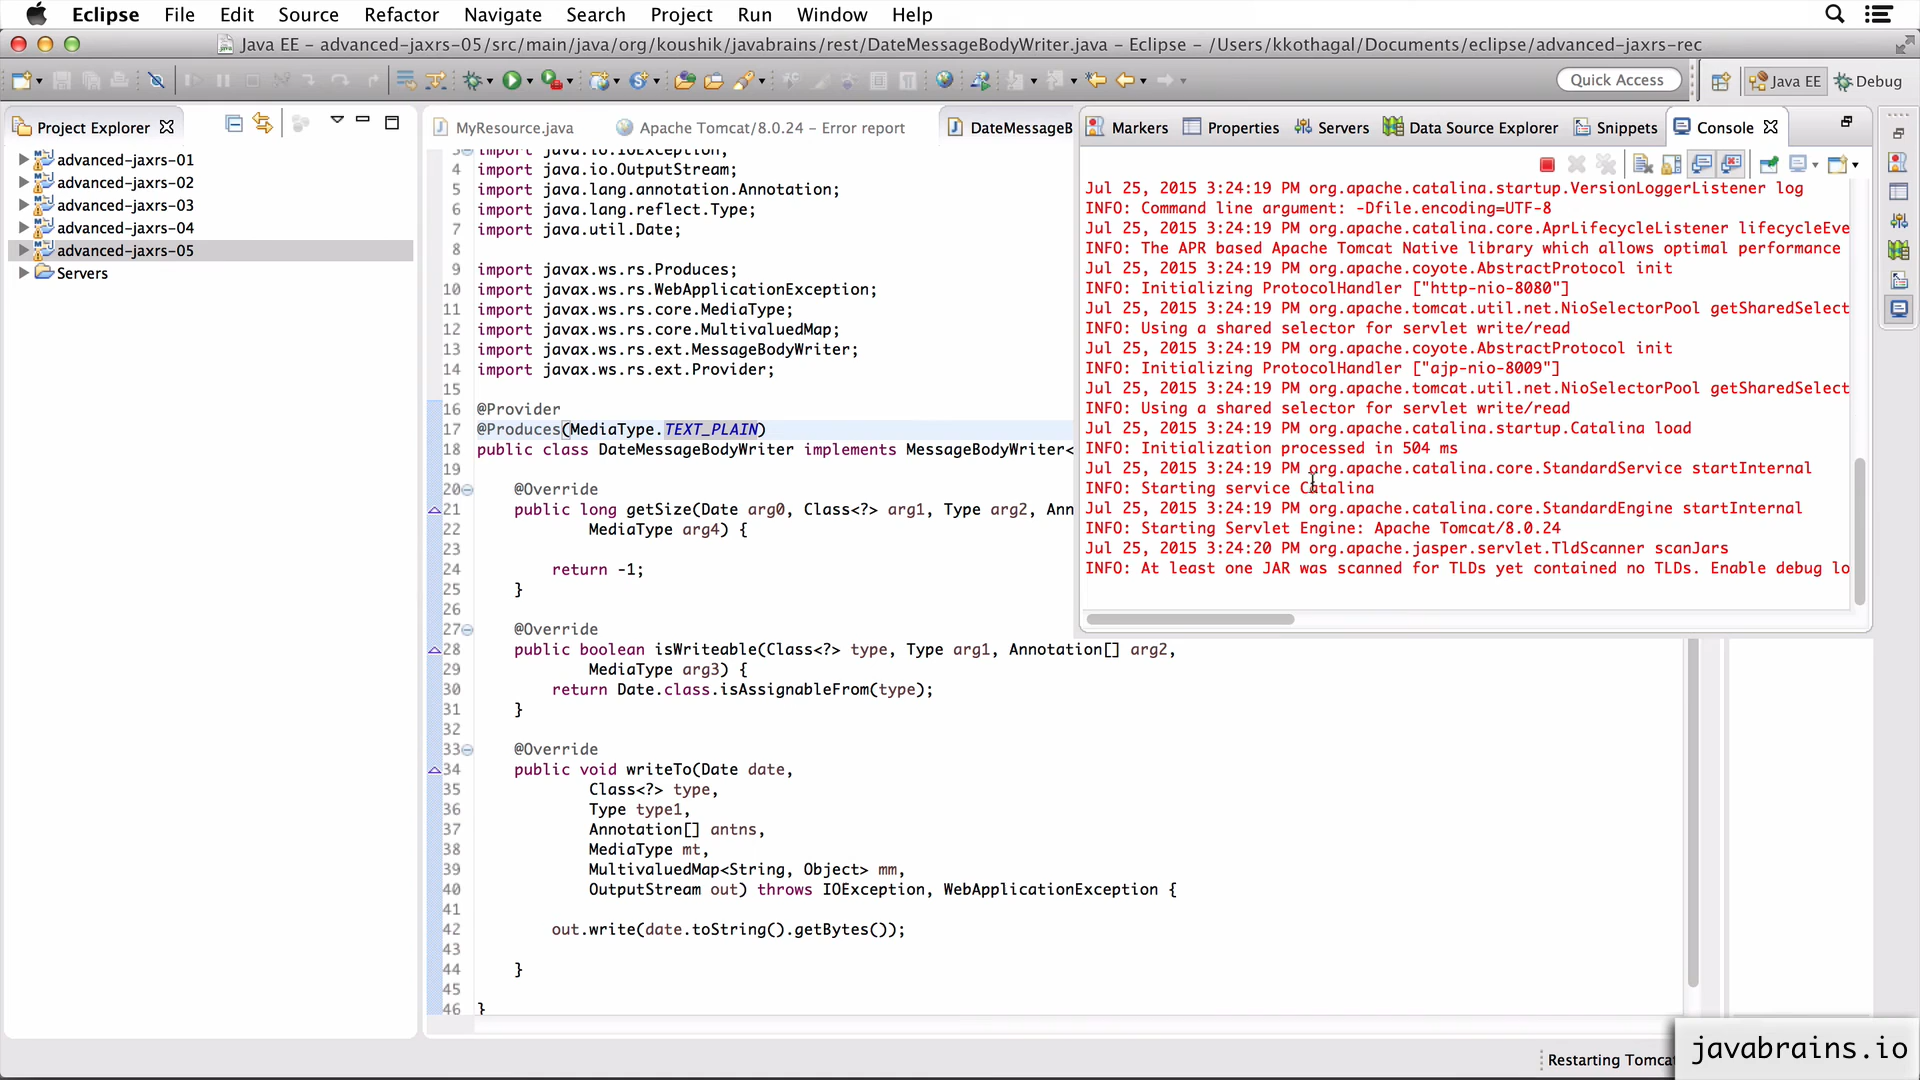 Eclipse File Edit Source Refactor Navigate Search Project Run Window Help
Java EE – advanced-jaxrs-05/src/main/java/org/koushik/javabrains/rest/DateMessageBodyWriter.java – Eclipse – /Users/kkothagal/Documents/eclipse/advanced-jaxrs-rec
Quick Access
Java EE
Debug
Project Explorer
advanced-jaxrs-01
advanced-jaxrs-02
advanced-jaxrs-03
advanced-jaxrs-04
advanced-jaxrs-05
Servers
MyResource.java
Apache Tomcat/8.0.24 – Error report
DateMessageB
3 import java.io.IOException;
4 import java.io.OutputStream;
5 import java.lang.annotation.Annotation;
6 import java.lang.reflect.Type;
7 import java.util.Date;
8
9 import javax.ws.rs.Produces;
10 import javax.ws.rs.WebApplicationException;
11 import javax.ws.rs.core.MediaType;
12 import javax.ws.rs.core.MultivaluedMap;
13 import javax.ws.rs.ext.MessageBodyWriter;
14 import javax.ws.rs.ext.Provider;
15
16 @Provider
17 @Produces(MediaType.TEXT_PLAIN)
18 public class DateMessageBodyWriter implements MessageBodyWriter<
19
20 @Override
21 public long getSize(Date arg0, Class<?> arg1, Type arg2, Ann
22 MediaType arg4) {
23
24 return -1;
25 }
26
27 @Override
28 public boolean isWriteable(Class<?> type, Type arg1, Annotation[] arg2,
29 MediaType arg3) {
30 return Date.class.isAssignableFrom(type);
31 }
32
33 @Override
34 public void writeTo(Date date,
35 Class<?> type,
36 Type type1,
37 Annotation[] antns,
38 MediaType mt,
39 MultivaluedMap<String, Object> mm,
40 OutputStream out) throws IOException, WebApplicationException {
41
42 out.write(date.toString().getBytes());
43
44 }
45
46 }
Markers
Properties
Servers
Data Source Explorer
Snippets
Console
Jul 25, 2015 3:24:19 PM org.apache.catalina.startup.VersionLoggerListener log
INFO: Command line argument: -Dfile.encoding=UTF-8
Jul 25, 2015 3:24:19 PM org.apache.catalina.core.AprLifecycleListener lifecycleEve
INFO: The APR based Apache Tomcat Native library which allows optimal performance
Jul 25, 2015 3:24:19 PM org.apache.coyote.AbstractProtocol init
INFO: Initializing ProtocolHandler ["http-nio-8080"]
Jul 25, 2015 3:24:19 PM org.apache.tomcat.util.net.NioSelectorPool getSharedSelect
INFO: Using a shared selector for servlet write/read
Jul 25, 2015 3:24:19 PM org.apache.coyote.AbstractProtocol init
INFO: Initializing ProtocolHandler ["ajp-nio-8009"]
Jul 25, 2015 3:24:19 PM org.apache.tomcat.util.net.NioSelectorPool getSharedSelect
INFO: Using a shared selector for servlet write/read
Jul 25, 2015 3:24:19 PM org.apache.catalina.startup.Catalina load
INFO: Initialization processed in 504 ms
Jul 25, 2015 3:24:19 PM org.apache.catalina.core.StandardService startInternal
INFO: Starting service Catalina
Jul 25, 2015 3:24:19 PM org.apache.catalina.core.StandardEngine startInternal
INFO: Starting Servlet Engine: Apache Tomcat/8.0.24
Jul 25, 2015 3:24:20 PM org.apache.jasper.servlet.TldScanner scanJars
INFO: At least one JAR was scanned for TLDs yet contained no TLDs. Enable debug lo
Restarting Tomcat
javabrains.io